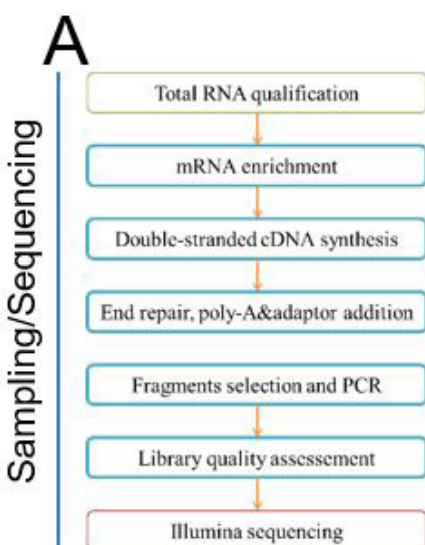 A
Sampling/Sequencing
Total RNA qualification
mRNA enrichment
Double-stranded cDNA synthesis
End repair, poly-A&adaptor addition
Fragments selection and PCR
Library quality assessement
Illumina sequencing